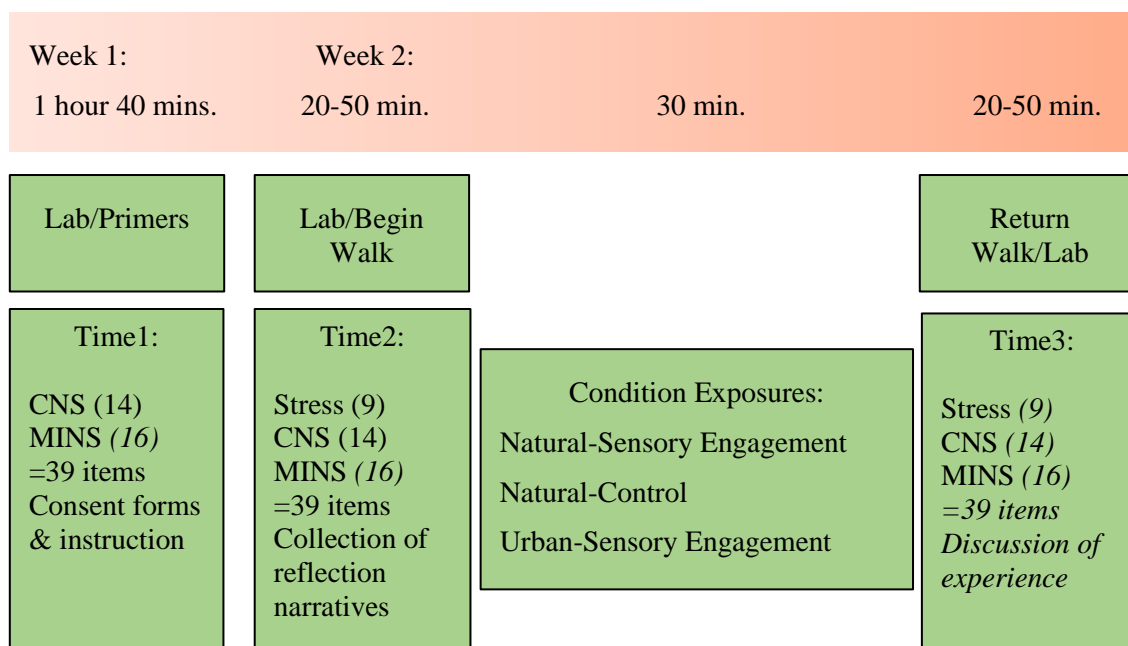 Week 1:
Week 2:
1 hour 40 mins.
20-50 min.
30 min.
20-50 min.
Lab/Primers
Lab/Begin
Walk
Return
Walk/Lab
Time1:
CNS (14)
MINS (16)
=39 items
Consent forms
& instruction
Time2:
Stress (9)
CNS (14)
MINS (16)
=39 items
Collection of
reflection
narratives
Condition Exposures:
Natural-Sensory Engagement
Natural-Control
Urban-Sensory Engagement
Time3:
Stress (9)
CNS (14)
MINS (16)
=39 items
Discussion of
experience